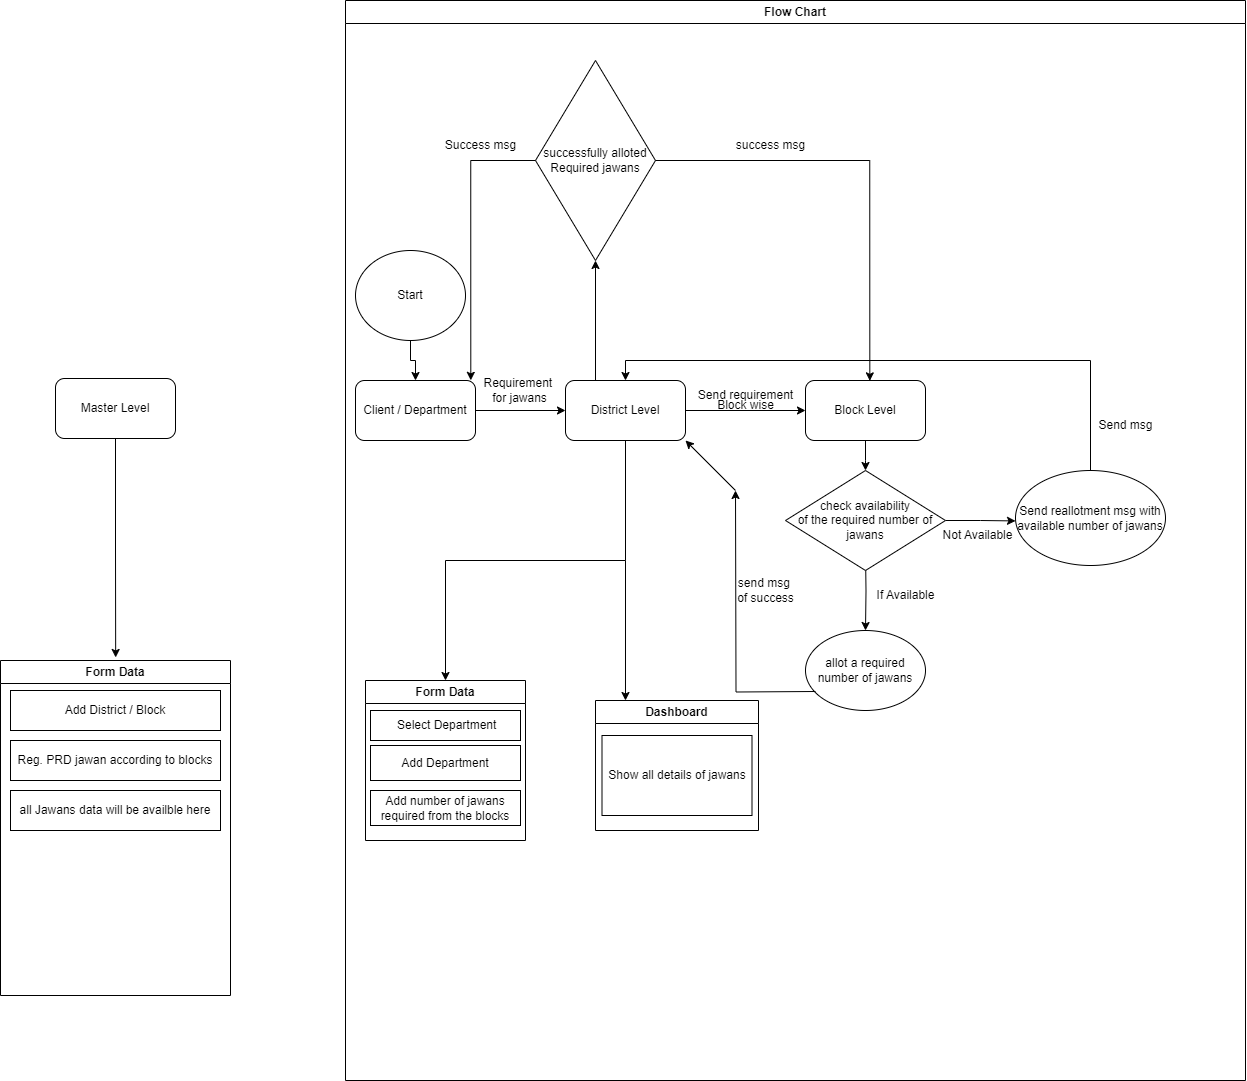 Flow Chart
Success msg
success msg
successfully alloted
Required jawans
Start
Master Level
Client / Department
Requirement
for jawans
District Level
Send requirement
Block wise
Block Level
Send msg
check availability
of the required number of
jawans
Not Available
Send reallotment msg with
available number of jawans
send msg
of success
If Available
allot a required
number of jawans
Form Data
Add District / Block
Reg. PRD jawan according to blocks
all Jawans data will be availble here
Form Data
Select Department
Add Department
Add number of jawans
required from the blocks
Dashboard
Show all details of jawans